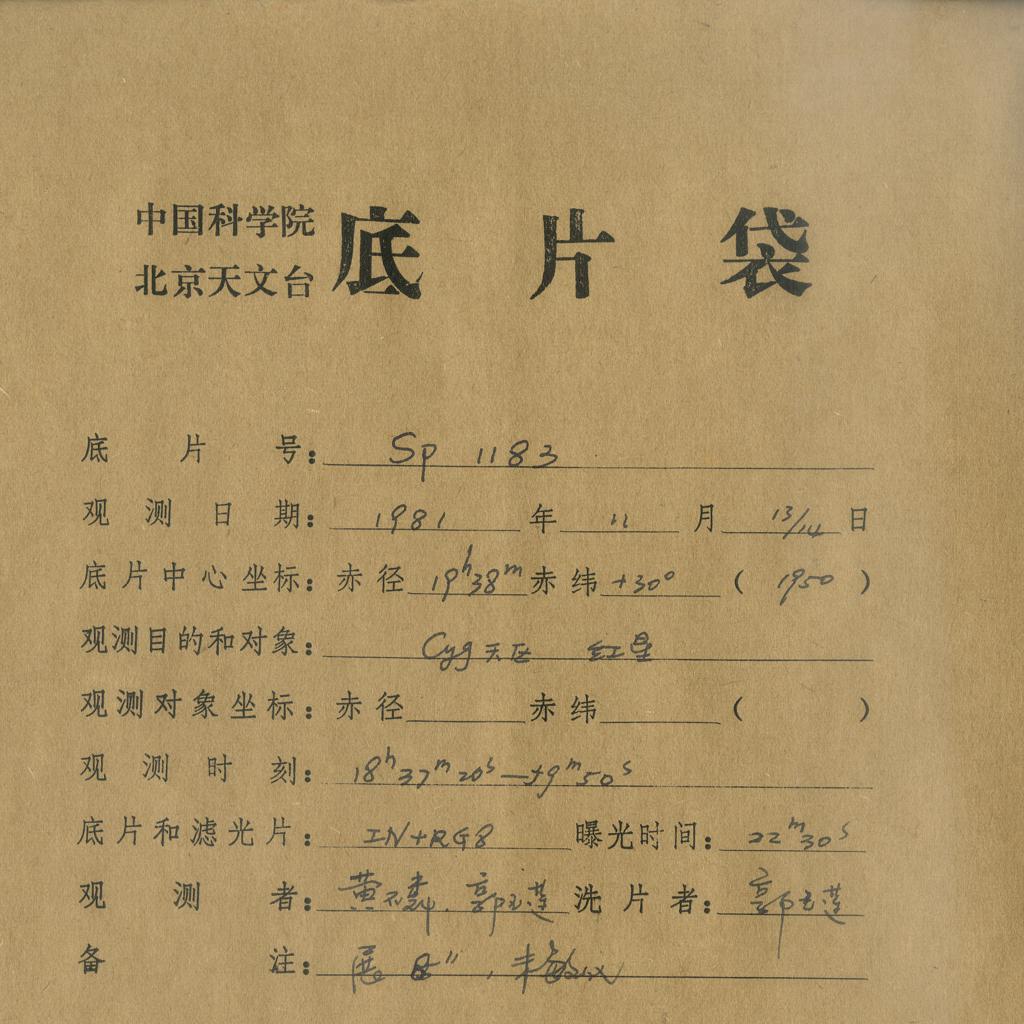 中国科学院
北京天文台
底片袋
底片号： Sp 1183
观测日期： 1981 年 11 月 13/14 日
底片中心坐标：赤径 19h38m 赤纬 +30° ( 1950 )
观测目的和对象： Cyg 天区 红星
观测对象坐标：赤径 赤纬 ( )
观测时刻： 18h37m20s—59m50s
底片和滤光片： IN+RG8 曝光时间： 22m30s
观测者： 黄 郭玉莲 洗片者： 郭玉莲
备注： 展 8″ , 未敏化